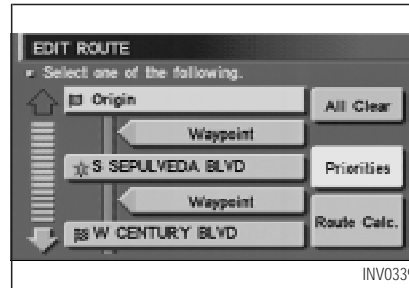 EDIT ROUTE
Select one of the following.
Origin
All Clear
Waypoint
S SEPULVEDA BLVD
Priorities
Waypoint
W CENTURY BLVD
Route Calc.
INV0339